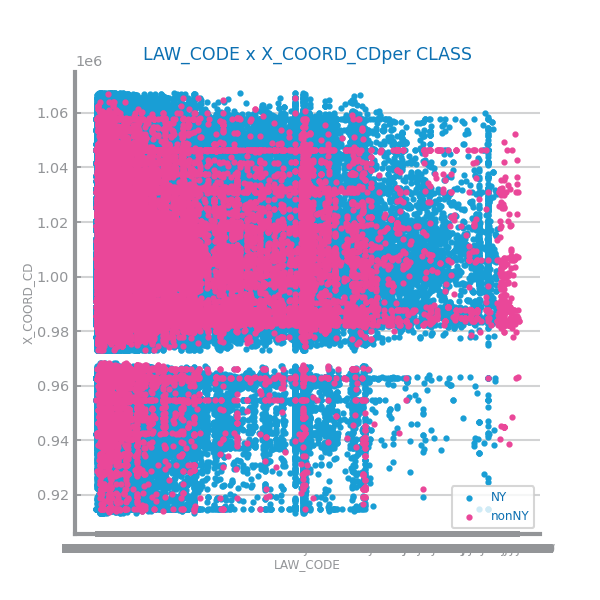 LAW_CODE x X_COORD_CDper CLASS
1e6
1.06
1.04
1.02
1.00
0.98
0.96
0.94
0.92
X_COORD_CD
NY
nonNY
LAW_CODE